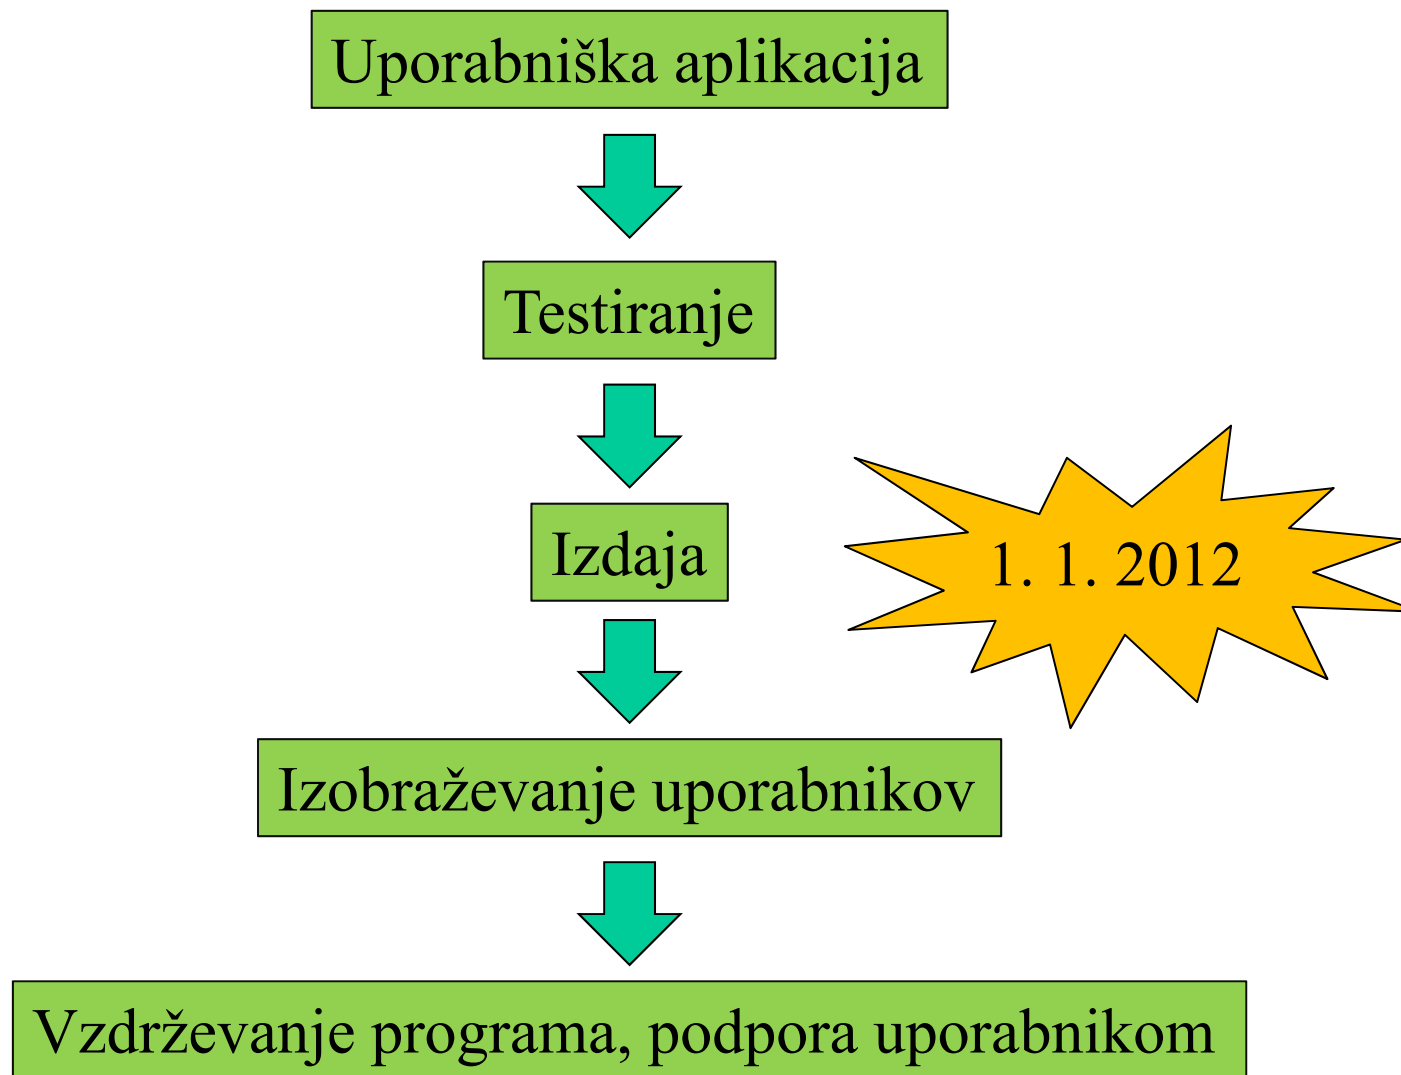 Uporabniška aplikacija
Testiranje
Izdaja
1. 1. 2012
Izobraževanje uporabnikov
Vzdrževanje programa, podpora uporabnikom